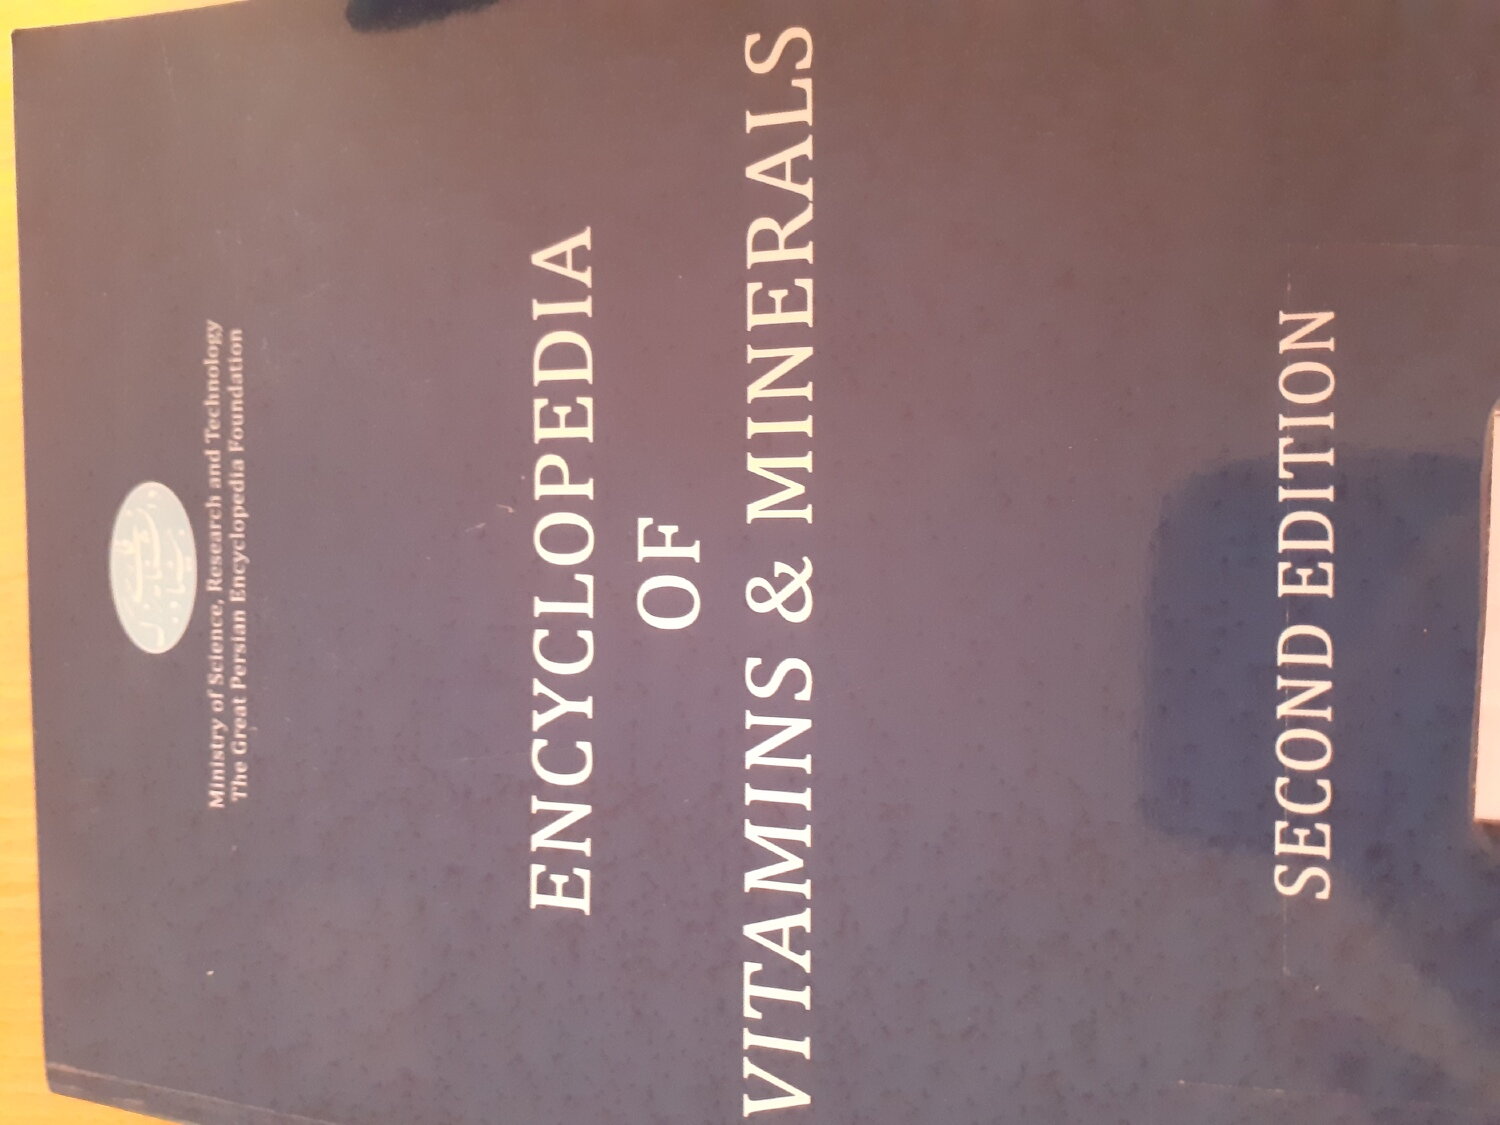 Ministry of Science, Research and Technology
The Great Persian Encyclopedia Foundation
ENCYCLOPEDIA
OF
VITAMINS & MINERALS
SECOND EDITION